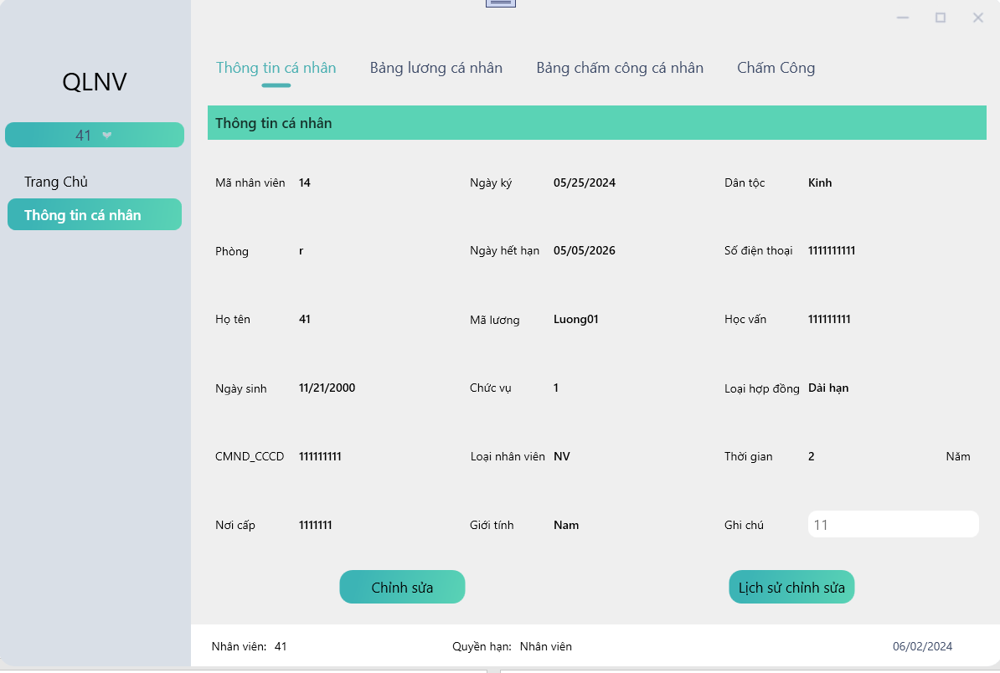 QLNV
41
Trang Chủ
Thông tin cá nhân
Thông tin cá nhân Bảng lương cá nhân Bảng chấm công cá nhân Chấm Công
Thông tin cá nhân
Mã nhân viên 14 Ngày ký 05/25/2024 Dân tộc Kinh
Phòng r Ngày hết hạn 05/05/2026 Số điện thoại 1111111111
Họ tên 41 Mã lương Luong01 Học vấn 111111111
Ngày sinh 11/21/2000 Chức vụ 1 Loại hợp đồng Dài hạn
CMND_CCCD 111111111 Loại nhân viên NV Thời gian 2 Năm
Nơi cấp 1111111 Giới tính Nam Ghi chú 11
Chỉnh sửa Lịch sử chỉnh sửa
Nhân viên: 41 Quyền hạn: Nhân viên 06/02/2024